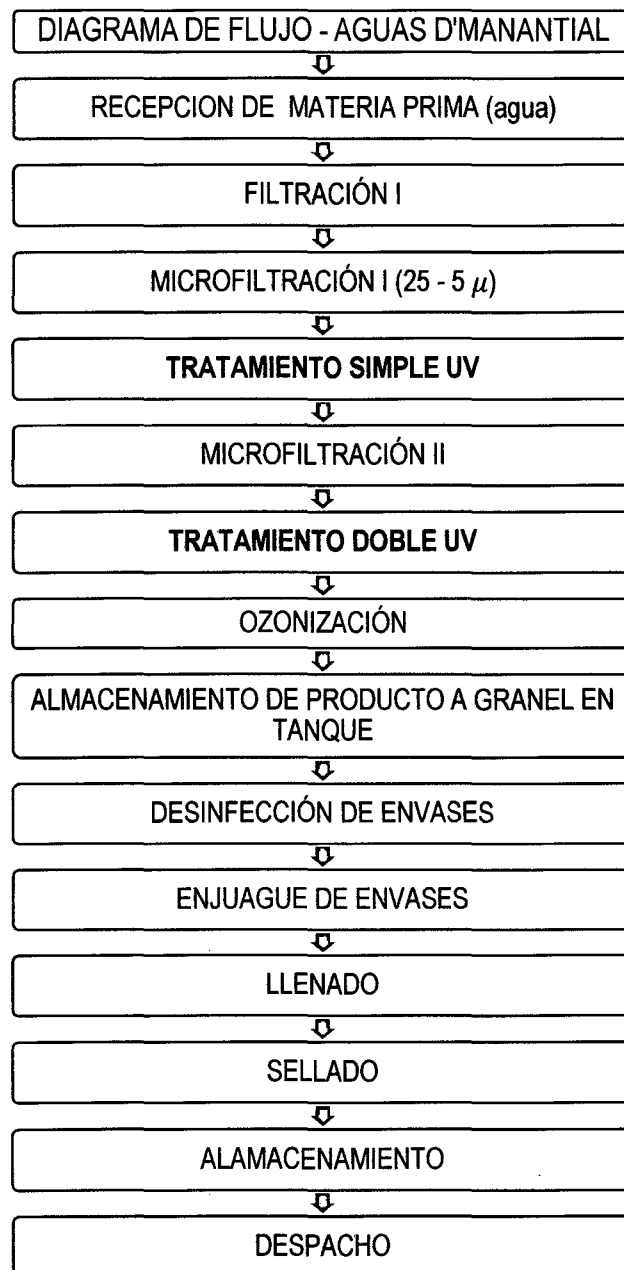 DIAGRAMA DE FLUJO - AGUAS D'MANANTIAL
RECEPCION DE MATERIA PRIMA (agua)
FILTRACIÓN I
MICROFILTRACIÓN I (25 - 5 µ)
TRATAMIENTO SIMPLE UV
MICROFILTRACIÓN II
TRATAMIENTO DOBLE UV
OZONIZACIÓN
ALMACENAMIENTO DE PRODUCTO A GRANEL EN
TANQUE
DESINFECCIÓN DE ENVASES
ENJUAGUE DE ENVASES
LLENADO
SELLADO
ALAMACENAMIENTO
DESPACHO